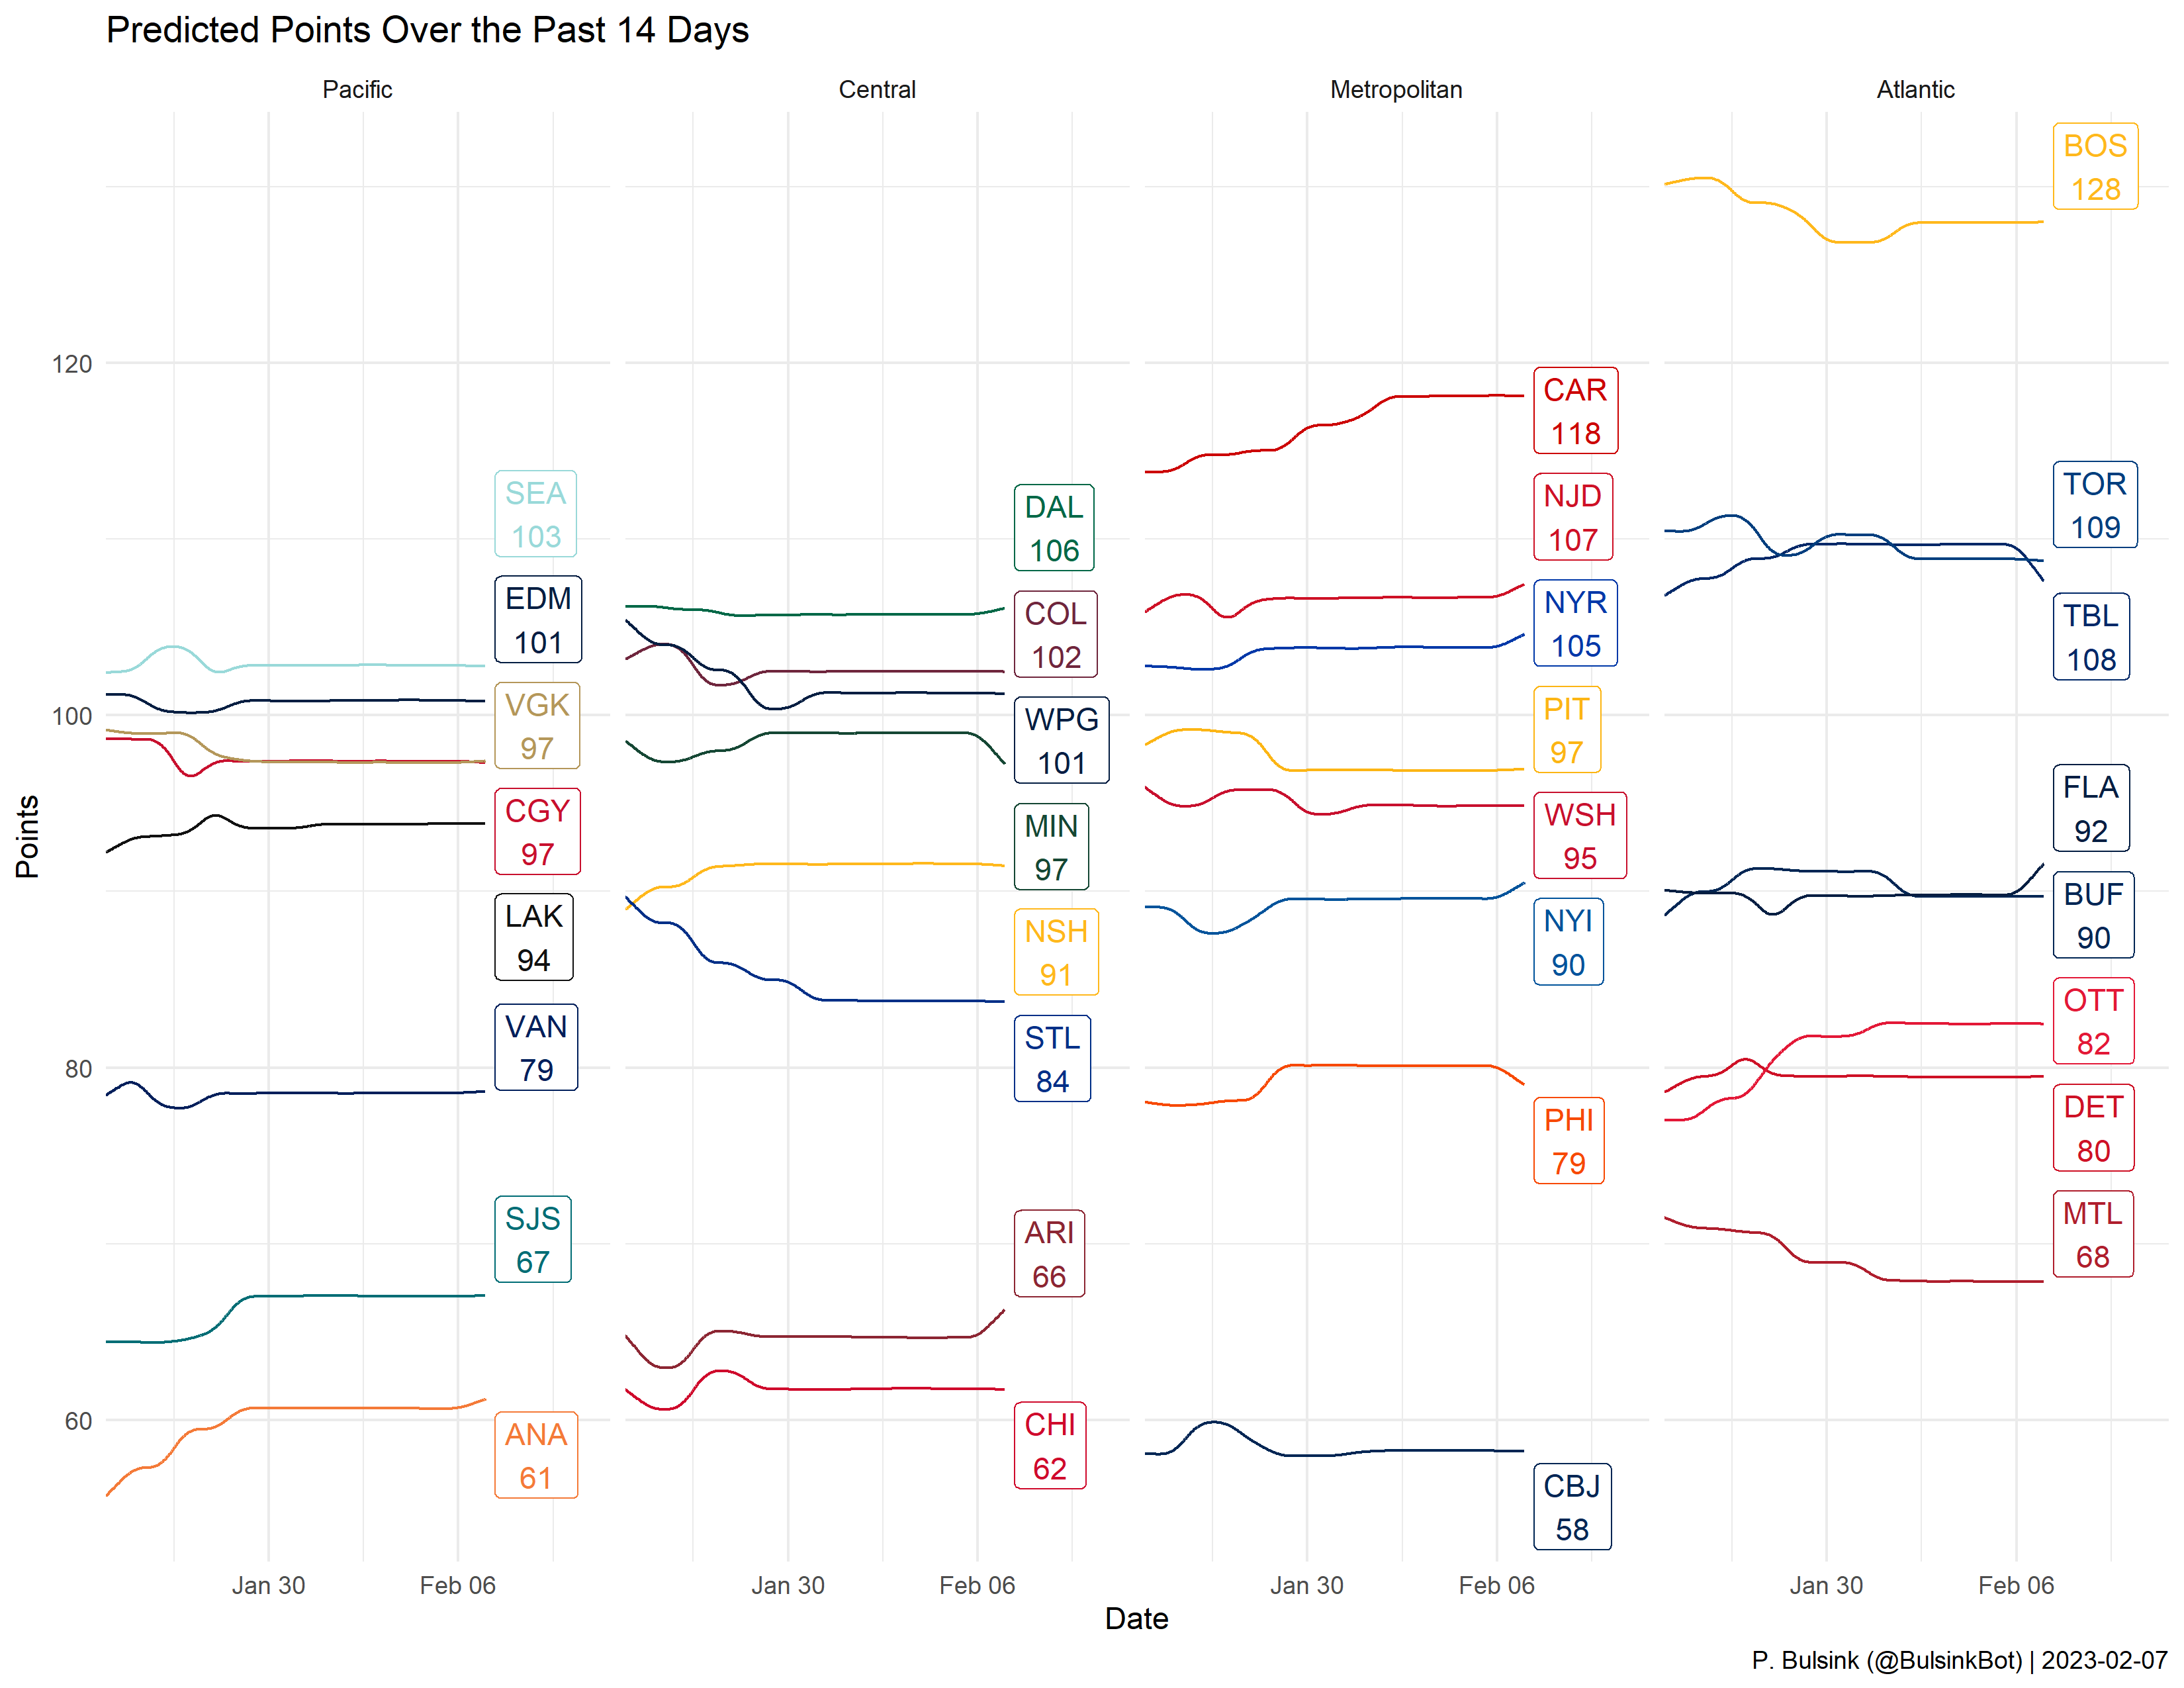 Predicted Points Over the Past 14 Days
Pacific
Central
Metropolitan
Atlantic
Points
120
100
80
60
SEA
103
EDM
101
VGK
97
CGY
97
LAK
94
VAN
79
SJS
67
ANA
61
DAL
106
COL
102
WPG
101
MIN
97
NSH
91
STL
84
ARI
66
CHI
62
CAR
118
NJD
107
NYR
105
PIT
97
WSH
95
NYI
90
PHI
79
CBJ
58
BOS
128
TOR
109
TBL
108
FLA
92
BUF
90
OTT
82
DET
80
MTL
68
Jan 30
Feb 06
Jan 30
Feb 06
Jan 30
Feb 06
Jan 30
Feb 06
Date
P. Bulsink (@BulsinkBot) | 2023-02-07